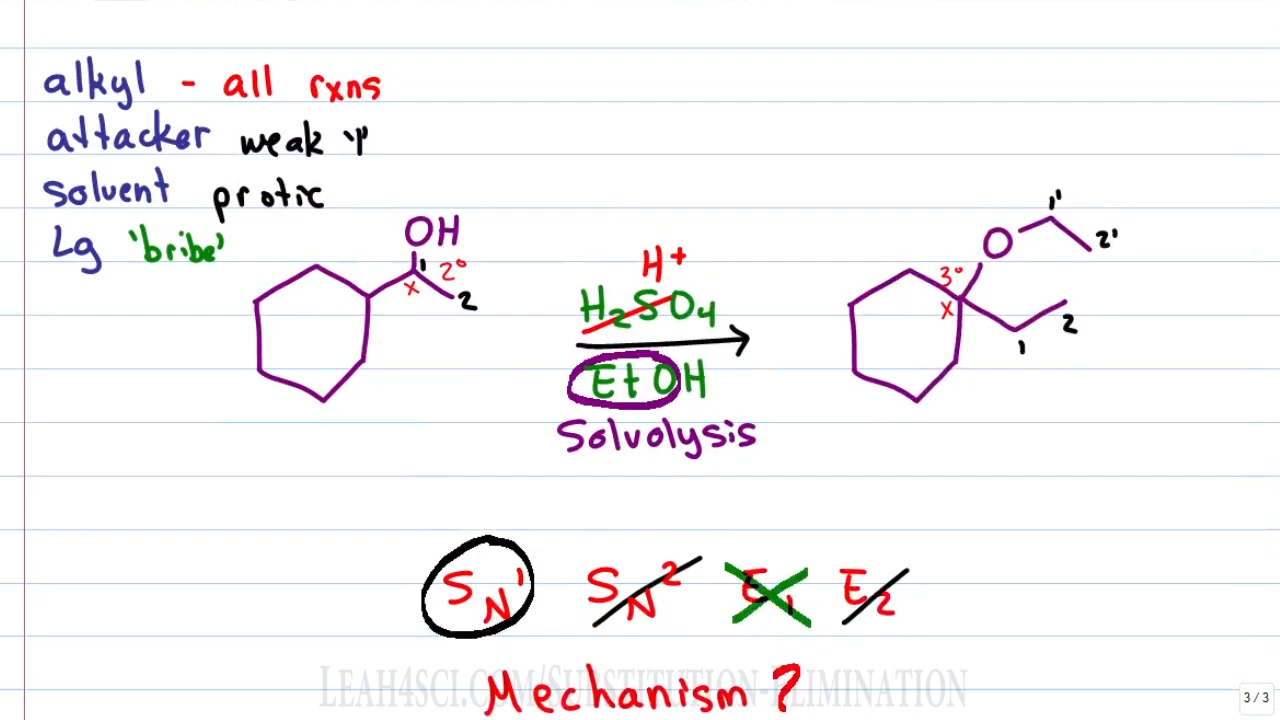 alkyl - all rxns
attacker weak
solvent protic
Lg 'bribe'
OH
1
2°
x
2
H+
H2SO4
EtOH
Solvolysis
O
1'
2'
3°
x
1
2
SN1 SN2 E1 E2
LEAH4SCI.COM/SUBSTITUTION-ELIMINATION
Mechanism ?
3 / 3